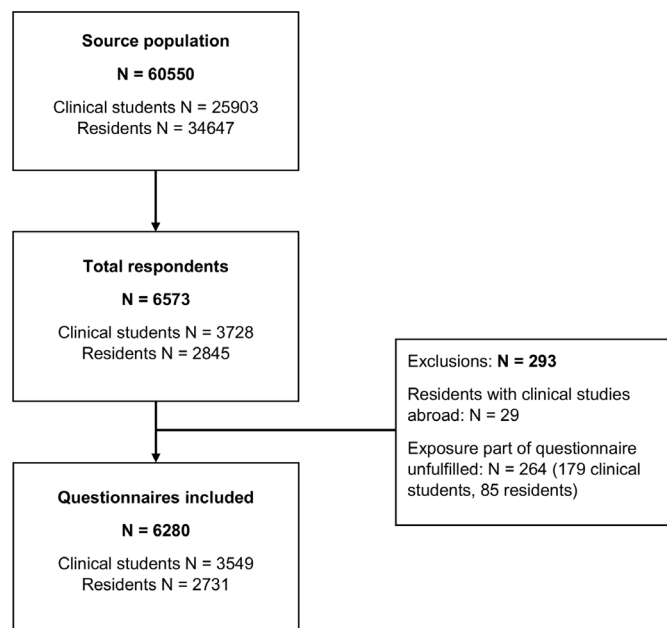 Source population
N = 60550
Clinical students N = 25903
Residents N = 34647
Total respondents
N = 6573
Clinical students N = 3728
Residents N = 2845
Exclusions: N = 293
Residents with clinical studies
abroad: N = 29
Exposure part of questionnaire
unfulfilled: N = 264 (179 clinical
students, 85 residents)
Questionnaires included
N = 6280
Clinical students N = 3549
Residents N = 2731